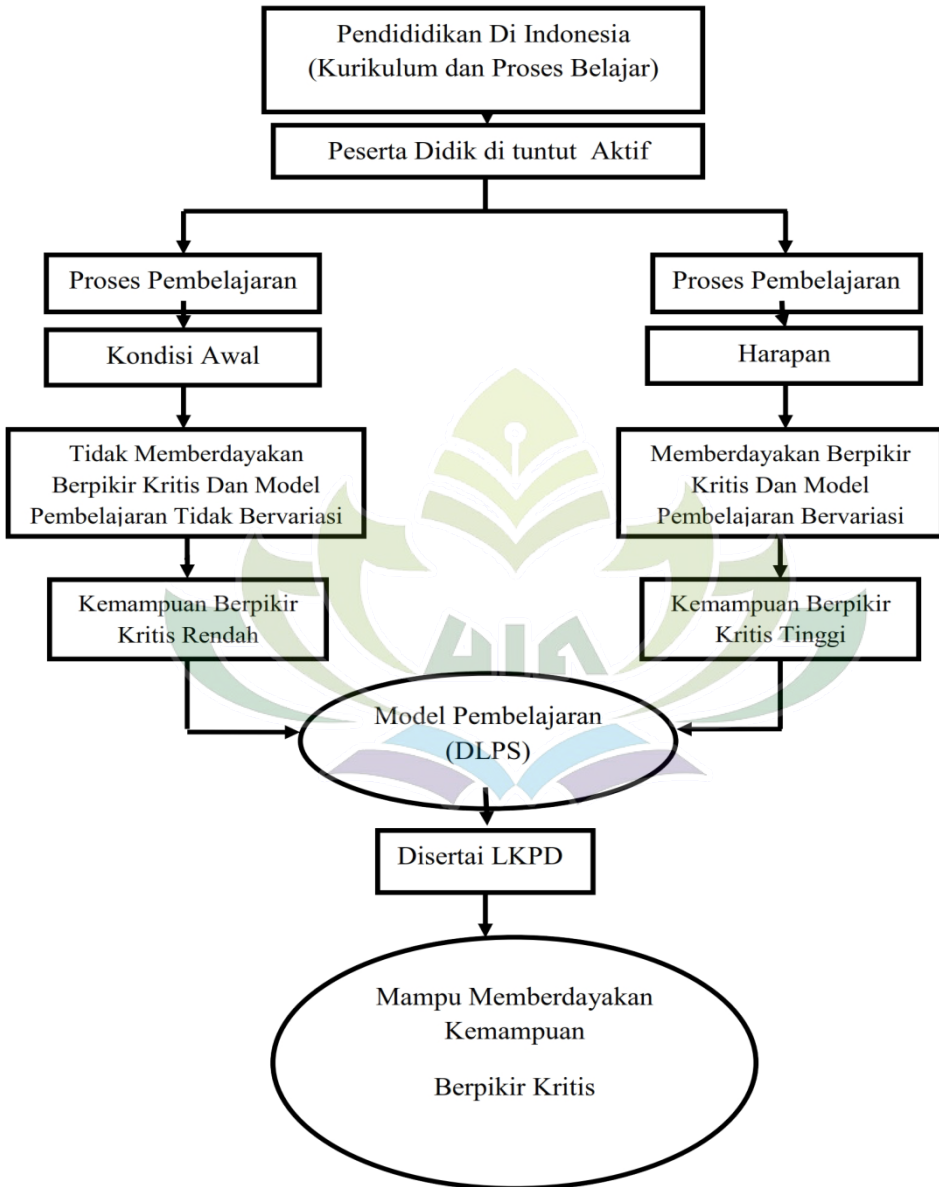 Pendididikan Di Indonesia
(Kurikulum dan Proses Belajar)
Peserta Didik di tuntut Aktif
Proses Pembelajaran
Proses Pembelajaran
Kondisi Awal
Harapan
Tidak Memberdayakan
Berpikir Kritis Dan Model
Pembelajaran Tidak Bervariasi
Memberdayakan Berpikir
Kritis Dan Model
Pembelajaran Bervariasi
Kemampuan Berpikir
Kritis Rendah
Kemampuan Berpikir
Kritis Tinggi
Model Pembelajaran
(DLPS)
Disertai LKPD
Mampu Memberdayakan
Kemampuan
Berpikir Kritis